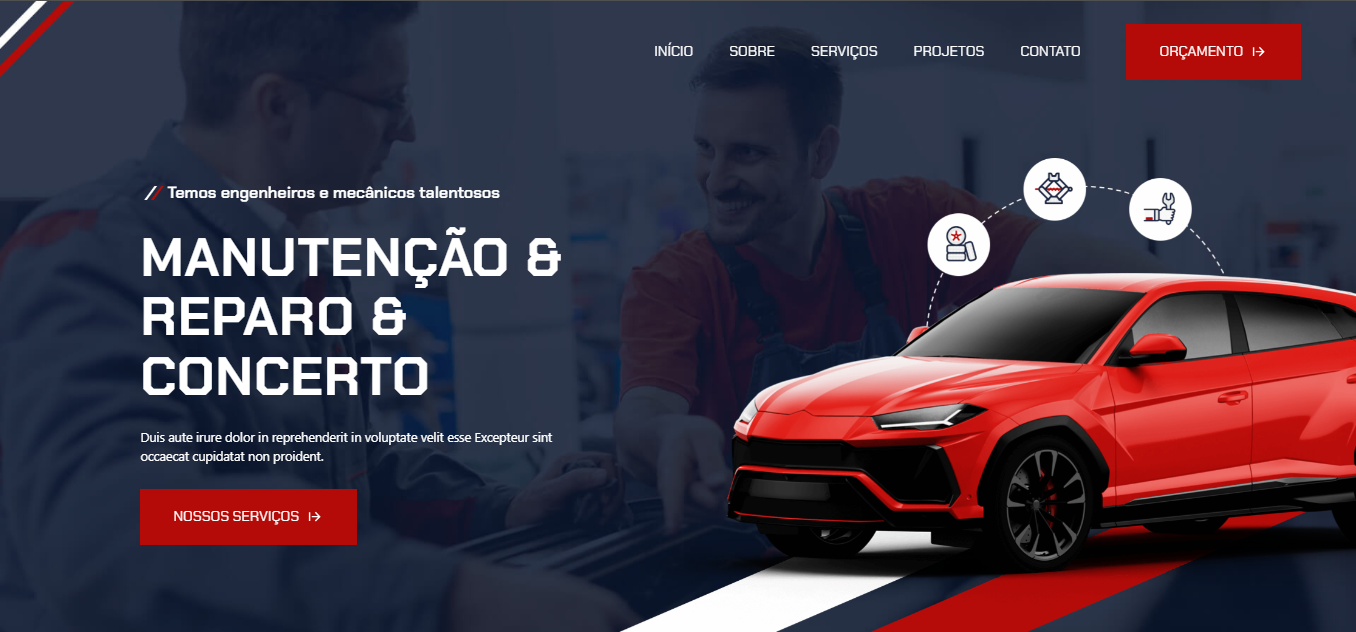 INÍCIO SOBRE SERVIÇOS PROJETOS CONTATO ORÇAMENTO
Temos engenheiros e mecânicos talentosos
MANUTENÇÃO &
REPARO &
CONCERTO
Duis aute irure dolor in reprehenderit in voluptate velit esse Excepteur sint
occaecat cupidatat non proident.
NOSSOS SERVIÇOS